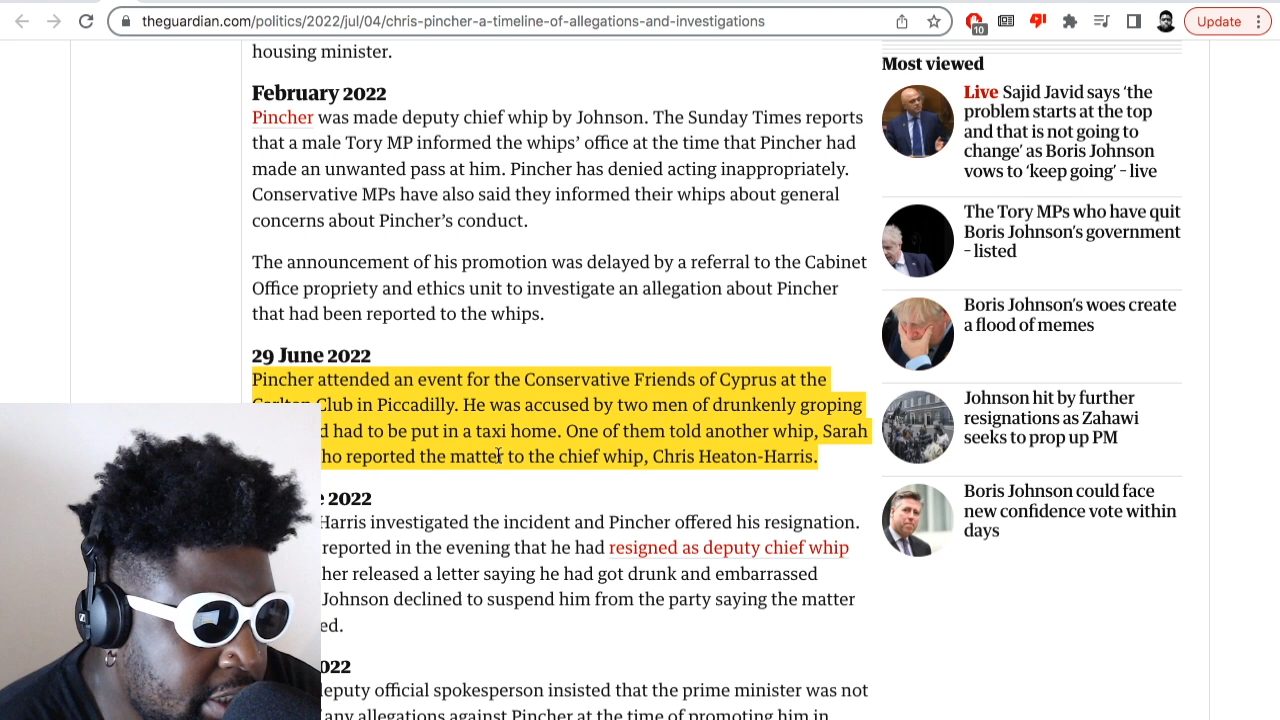 theguardian.com/politics/2022/jul/04/chris-pincher-a-timeline-of-allegations-and-investigations
10
Update
housing minister.
February 2022
Pincher was made deputy chief whip by Johnson. The Sunday Times reports
that a male Tory MP informed the whips’ office at the time that Pincher had
made an unwanted pass at him. Pincher has denied acting inappropriately.
Conservative MPs have also said they informed their whips about general
concerns about Pincher’s conduct.
The announcement of his promotion was delayed by a referral to the Cabinet
Office propriety and ethics unit to investigate an allegation about Pincher
that had been reported to the whips.
29 June 2022
Pincher attended an event for the Conservative Friends of Cyprus at the
Club in Piccadilly. He was accused by two men of drunkenly groping
had to be put in a taxi home. One of them told another whip, Sarah
reported the matter to the chief whip, Chris Heaton-Harris.
2022
Harris investigated the incident and Pincher offered his resignation.
reported in the evening that he had resigned as deputy chief whip
released a letter saying he had got drunk and embarrassed
Johnson declined to suspend him from the party saying the matter
2022
official spokesperson insisted that the prime minister was not
allegations against Pincher at the time of promoting him in
Most viewed
Live Sajid Javid says ‘the
problem starts at the top
and that is not going to
change’ as Boris Johnson
vows to ‘keep going’ – live
The Tory MPs who have quit
Boris Johnson’s government
– listed
Boris Johnson’s woes create
a flood of memes
Johnson hit by further
resignations as Zahawi
seeks to prop up PM
Boris Johnson could face
new confidence vote within
days